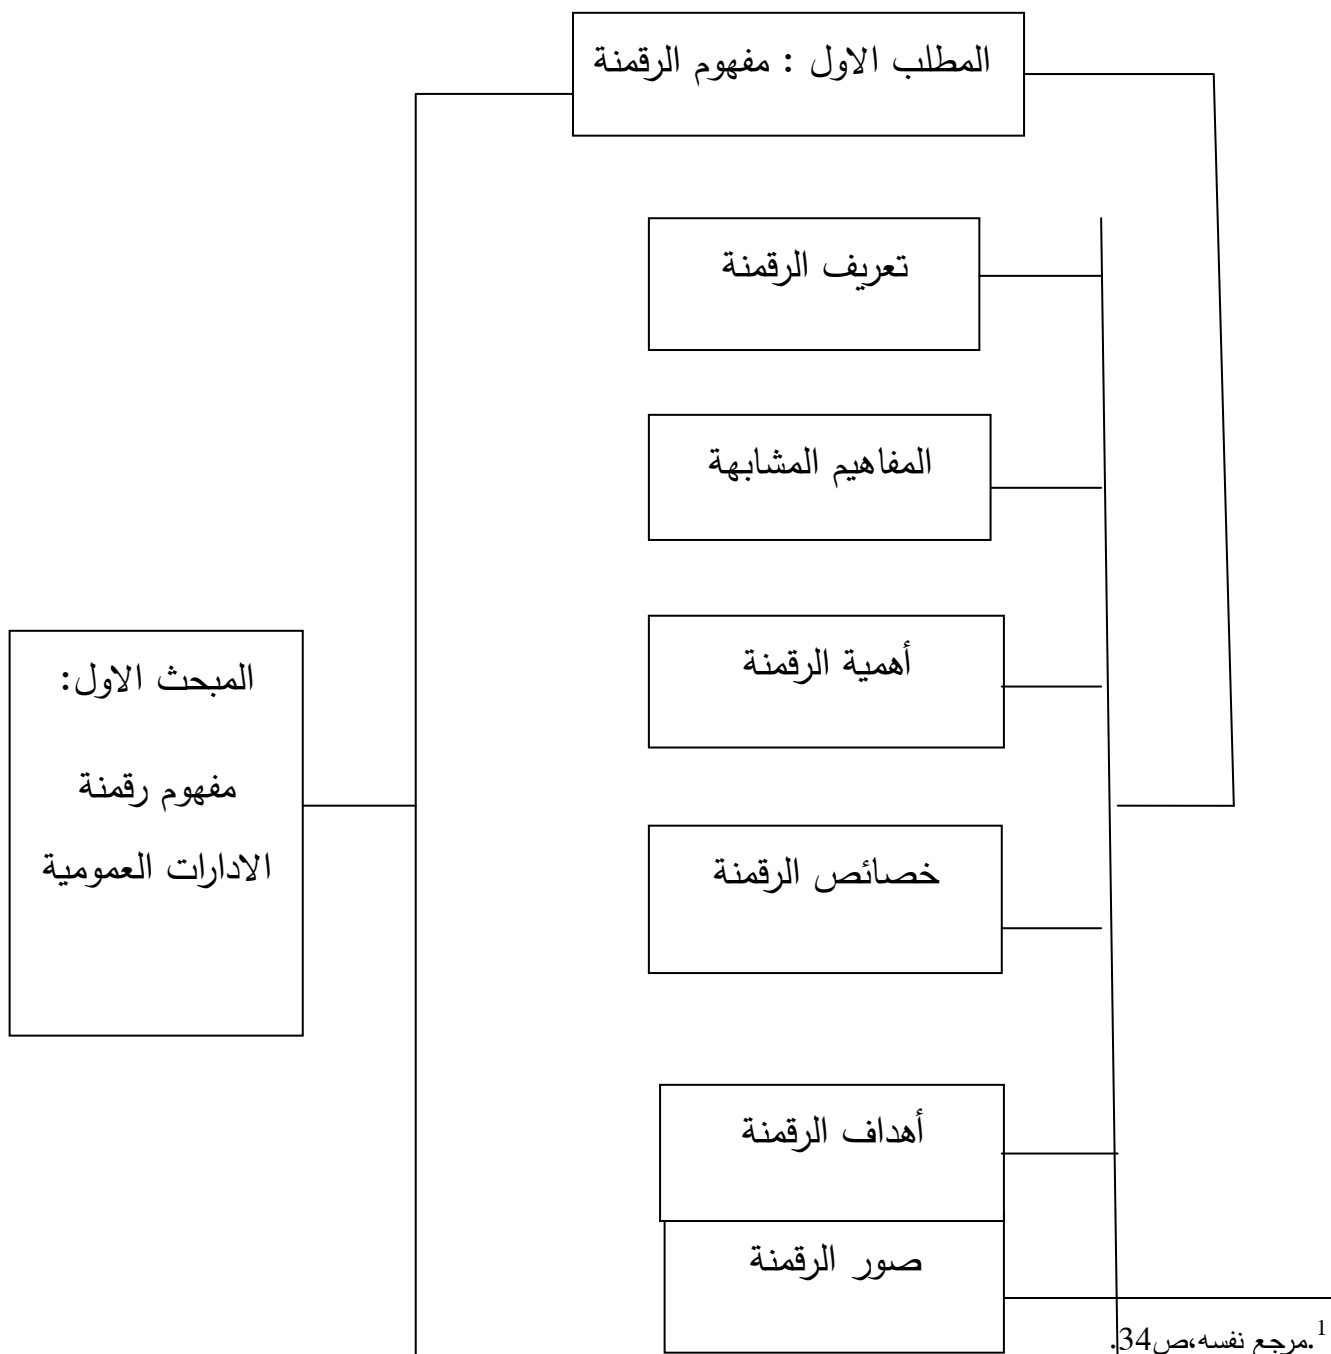 المطلب الاول : مفهوم الرقمنة
تعريف الرقمنة
المفاهيم المشابهة
أهمية الرقمنة
المبحث الاول:
مفهوم رقمنة
الادارات العمومية
خصائص الرقمنة
أهداف الرقمنة
صور الرقمنة
1.مرجع نفسه،ص34.